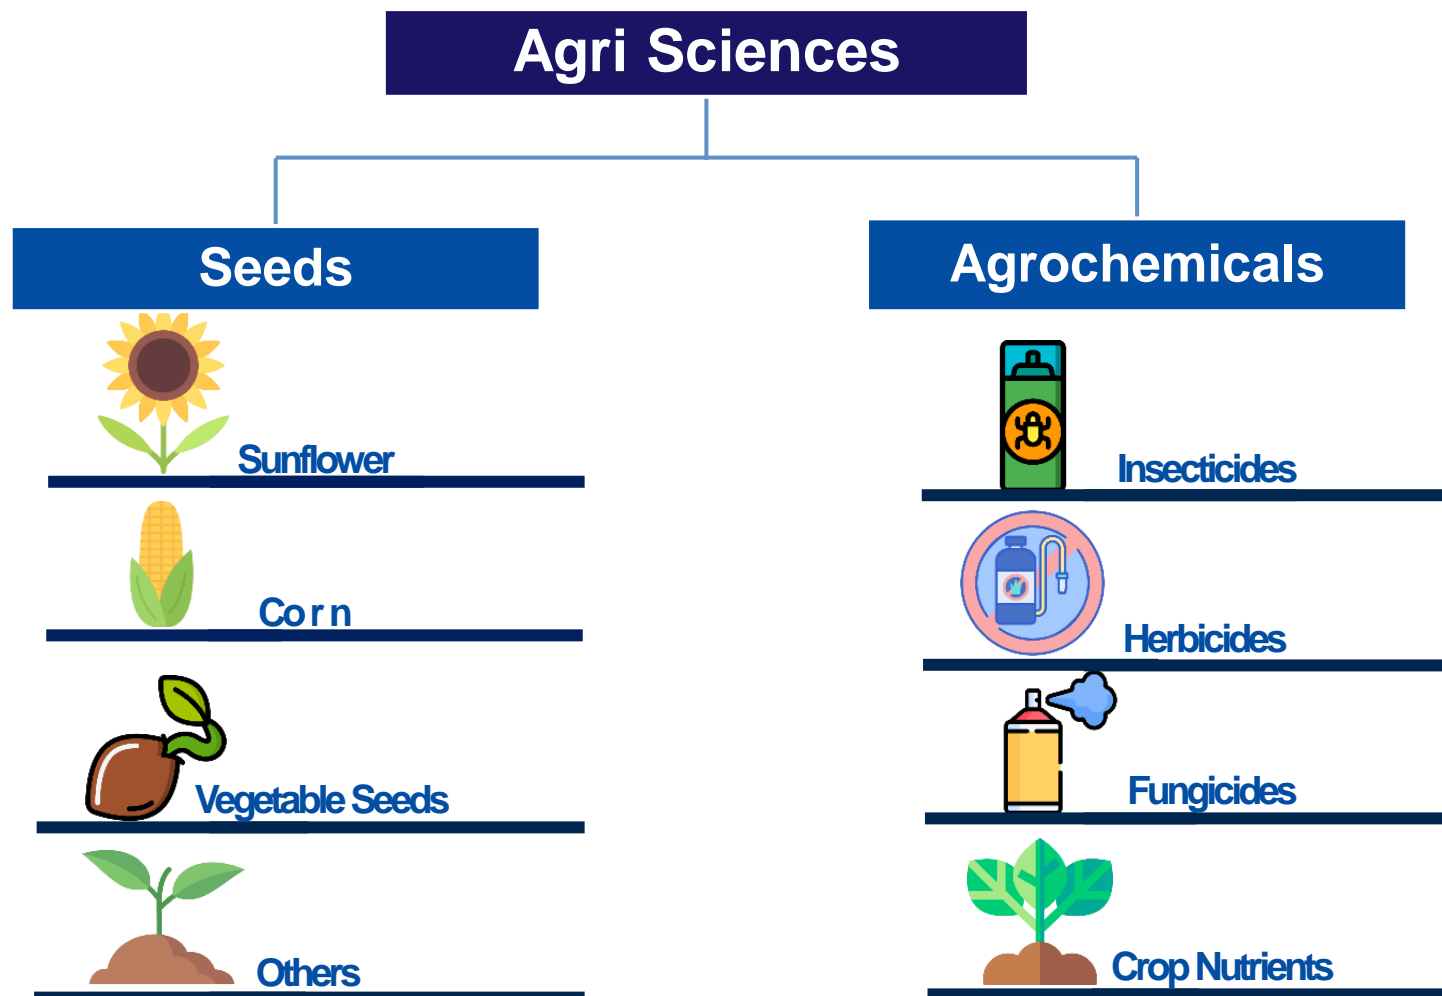 Agri Sciences
Seeds
Sunflower
Corn
Vegetable Seeds
Others
Agrochemicals
Insecticides
Herbicides
Fungicides
Crop Nutrients